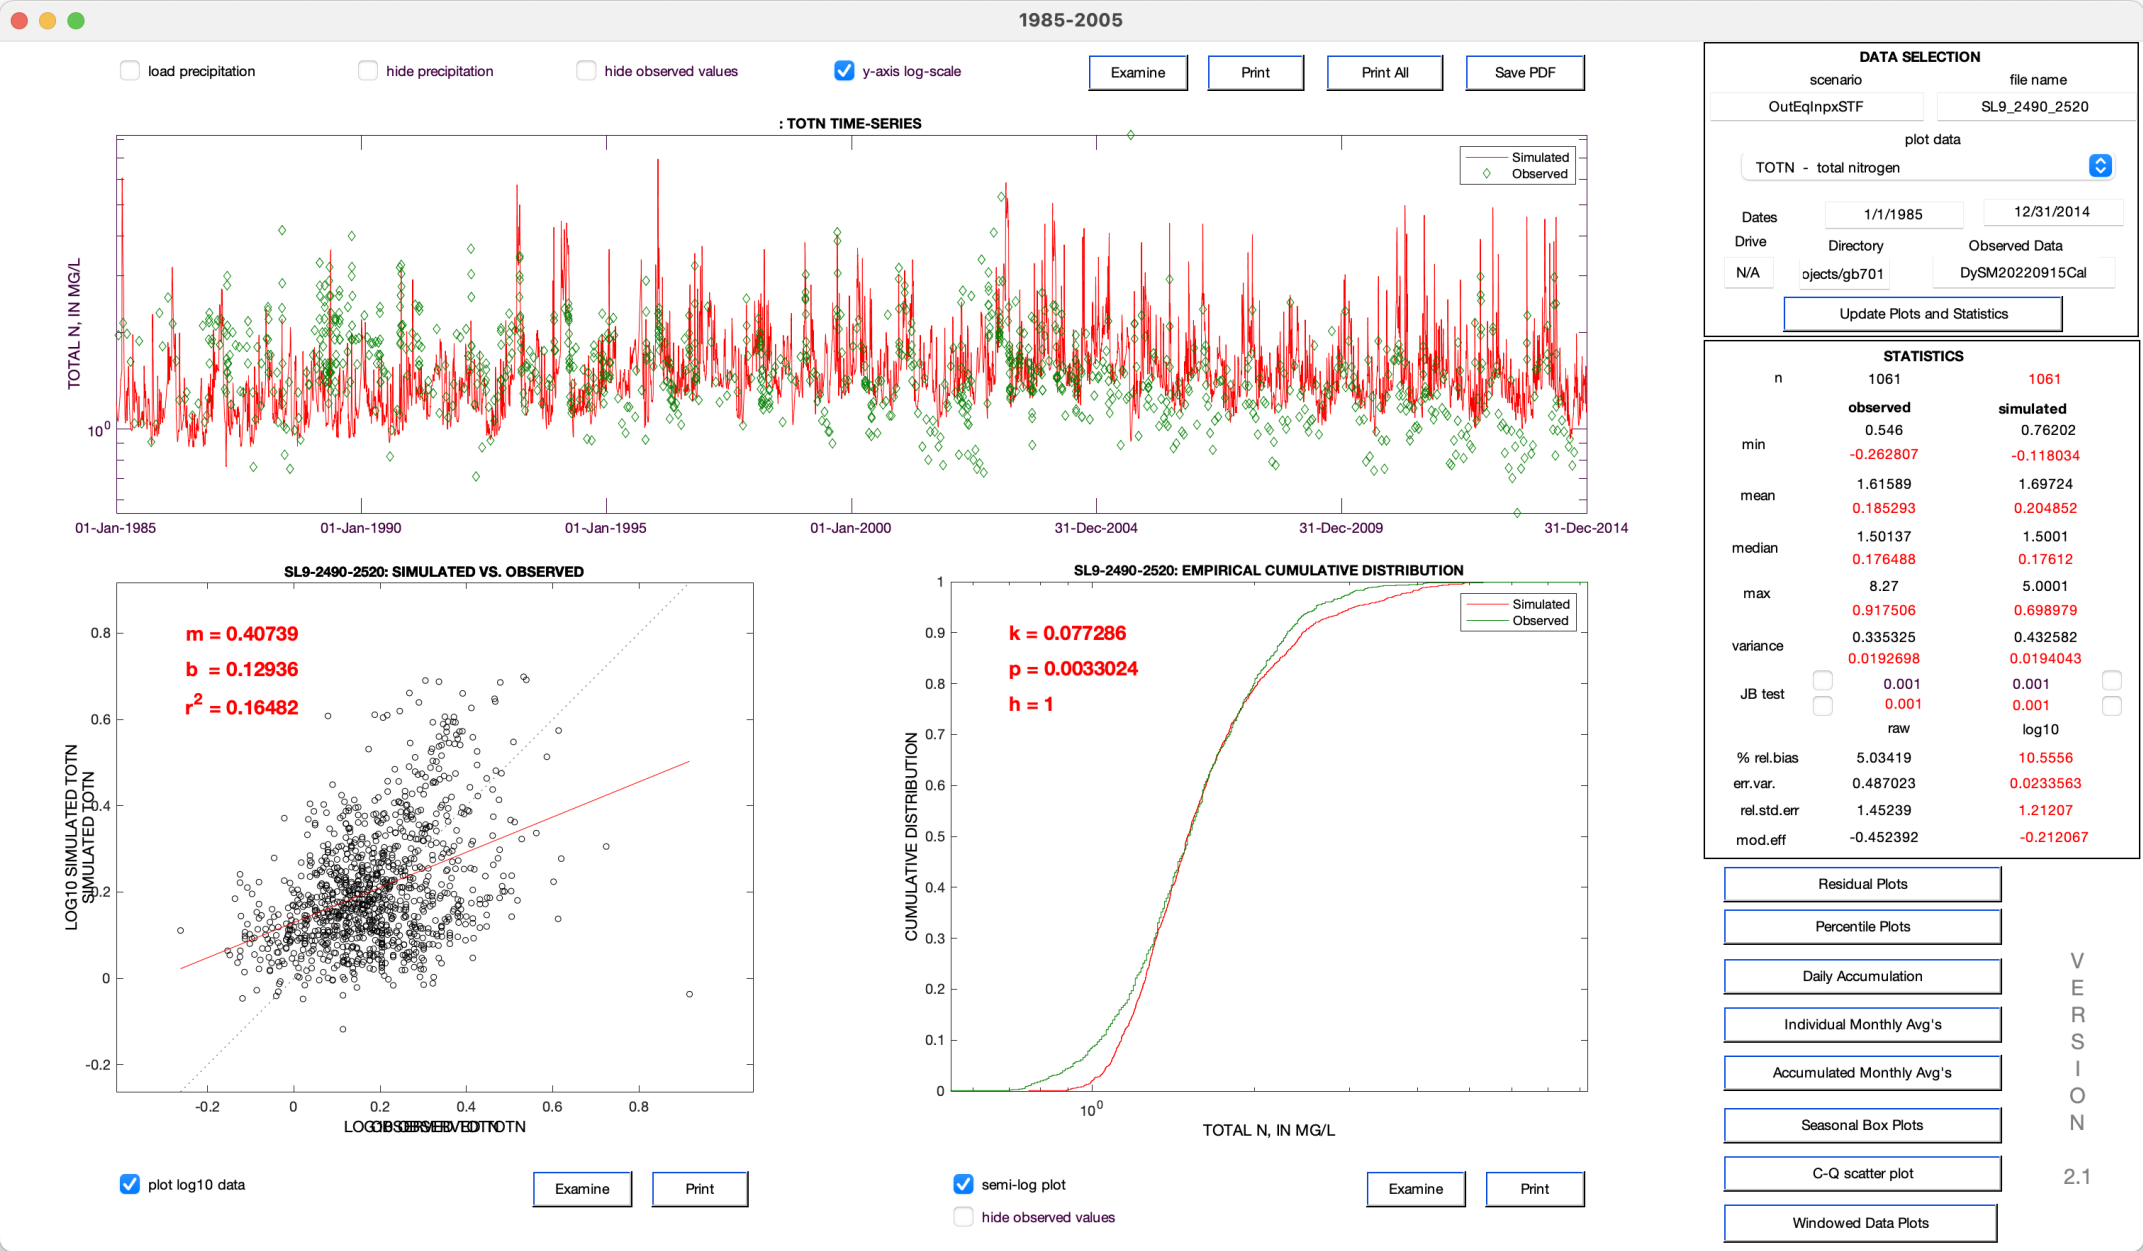 1985-2005
load precipitation
hide precipitation
hide observed values
y-axis log-scale
Examine
Print
Print All
Save PDF
: TOTN TIME-SERIES
TOTAL N, IN MG/L
10^0
Simulated
Observed
01-Jan-1985
01-Jan-1990
01-Jan-1995
01-Jan-2000
31-Dec-2004
31-Dec-2009
31-Dec-2014
SL9-2490-2520: SIMULATED VS. OBSERVED
m = 0.40739
b = 0.12936
r^2 = 0.16482
LOG10 SIMULATED TOTN
SIMULATED TOTN
0.8
0.6
0.4
0.2
0
-0.2
-0.2
0
0.2
0.4
0.6
0.8
plot log10 data
Examine
Print
SL9-2490-2520: EMPIRICAL CUMULATIVE DISTRIBUTION
k = 0.077286
p = 0.0033024
h = 1
Simulated
Observed
CUMULATIVE DISTRIBUTION
1
0.9
0.8
0.7
0.6
0.5
0.4
0.3
0.2
0.1
0
10^0
TOTAL N, IN MG/L
semi-log plot
hide observed values
Examine
Print
DATA SELECTION
scenario file name
OutEqInpxSTF SL9_2490_2520
plot data
TOTN - total nitrogen
Dates 1/1/1985 12/31/2014
Drive Directory Observed Data
N/A ojects/gb701 DySM20220915Cal
Update Plots and Statistics
STATISTICS
n 1061 1061
observed simulated
min 0.546 0.76202
-0.262807 -0.118034
mean 1.61589 1.69724
0.185293 0.204852
median 1.50137 1.5001
0.176488 0.17612
max 8.27 5.0001
0.917506 0.698979
variance 0.335325 0.432582
0.0192698 0.0194043
JB test 0.001 0.001
0.001 0.001
raw log10
% rel.bias 5.03419 10.5556
err.var. 0.487023 0.0233563
rel.std.err 1.45239 1.21207
mod.eff -0.452392 -0.212067
Residual Plots
Percentile Plots
Daily Accumulation
Individual Monthly Avg's
Accumulated Monthly Avg's
Seasonal Box Plots
C-Q scatter plot
Windowed Data Plots
VERSION
2.1